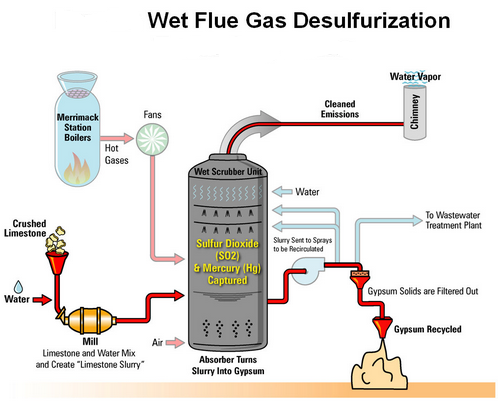 Wet Flue Gas Desulfurization
Water Vapor
Chimney
Cleaned
Emissions
Merrimack
Station
Boilers
Fans
Hot
Gases
Wet Scrubber Unit
Water
Crushed
Limestone
Sulfur Dioxide
(SO2)
& Mercury (Hg)
Captured
Slurry Sent to Sprays
to be Recirculated
To Wastewater
Treatment Plant
Gypsum Solids are Filtered Out
Water
Mill
Limestone and Water Mix
and Create “Limestone Slurry”
Air
Absorber Turns
Slurry Into Gypsum
Gypsum Recycled